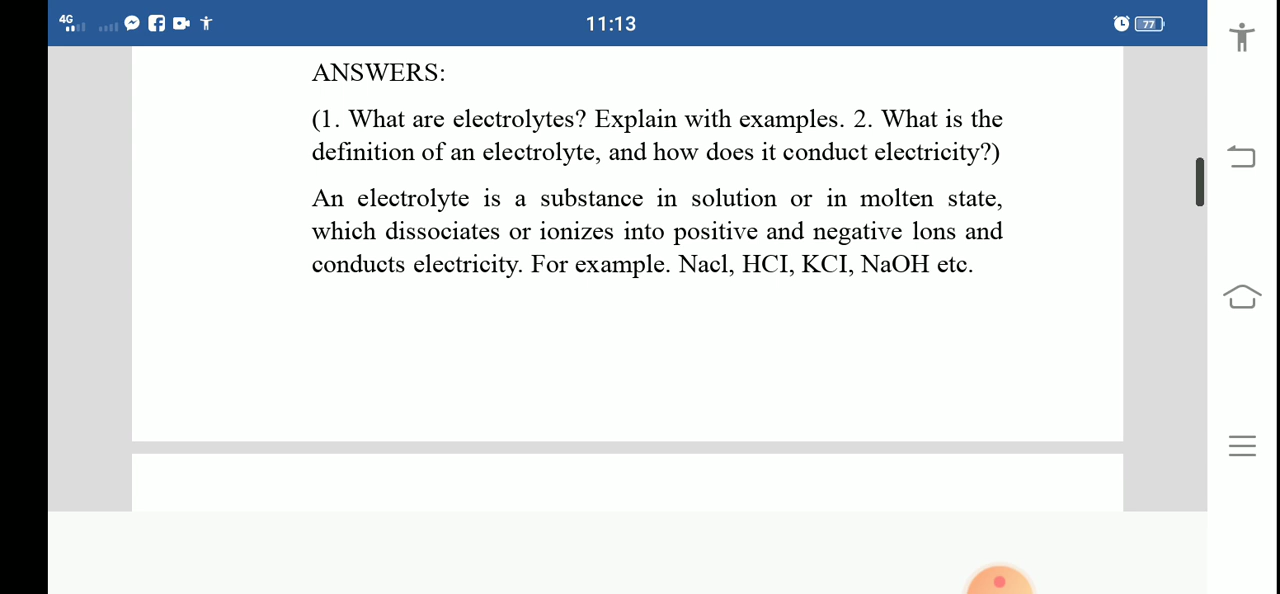 4G
11:13
77
ANSWERS:
(1. What are electrolytes? Explain with examples. 2. What is the
definition of an electrolyte, and how does it conduct electricity?)
An electrolyte is a substance in solution or in molten state,
which dissociates or ionizes into positive and negative lons and
conducts electricity. For example. Nacl, HCI, KCI, NaOH etc.